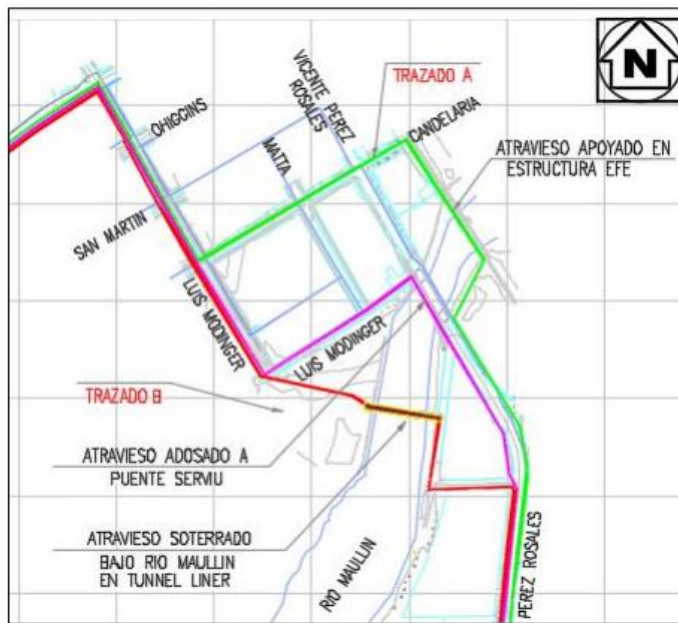 N
OHIGGINS
VICENTE PEREZ
ROSALES
TRAZADO A
CANDELARIA
MATTA
ATRAVIESO APOYADO EN
ESTRUCTURA EFE
SAN MARTIN
LUIS MODINGER
LUIS MODINGER
TRAZADO B
ATRAVIESO ADOSADO A
PUENTE SERVIU
ATRAVIESO SOTERRADO
BAJO RIO MAULLIN
EN TUNNEL LINER
RIO MAULLIN
PEREZ ROSALES